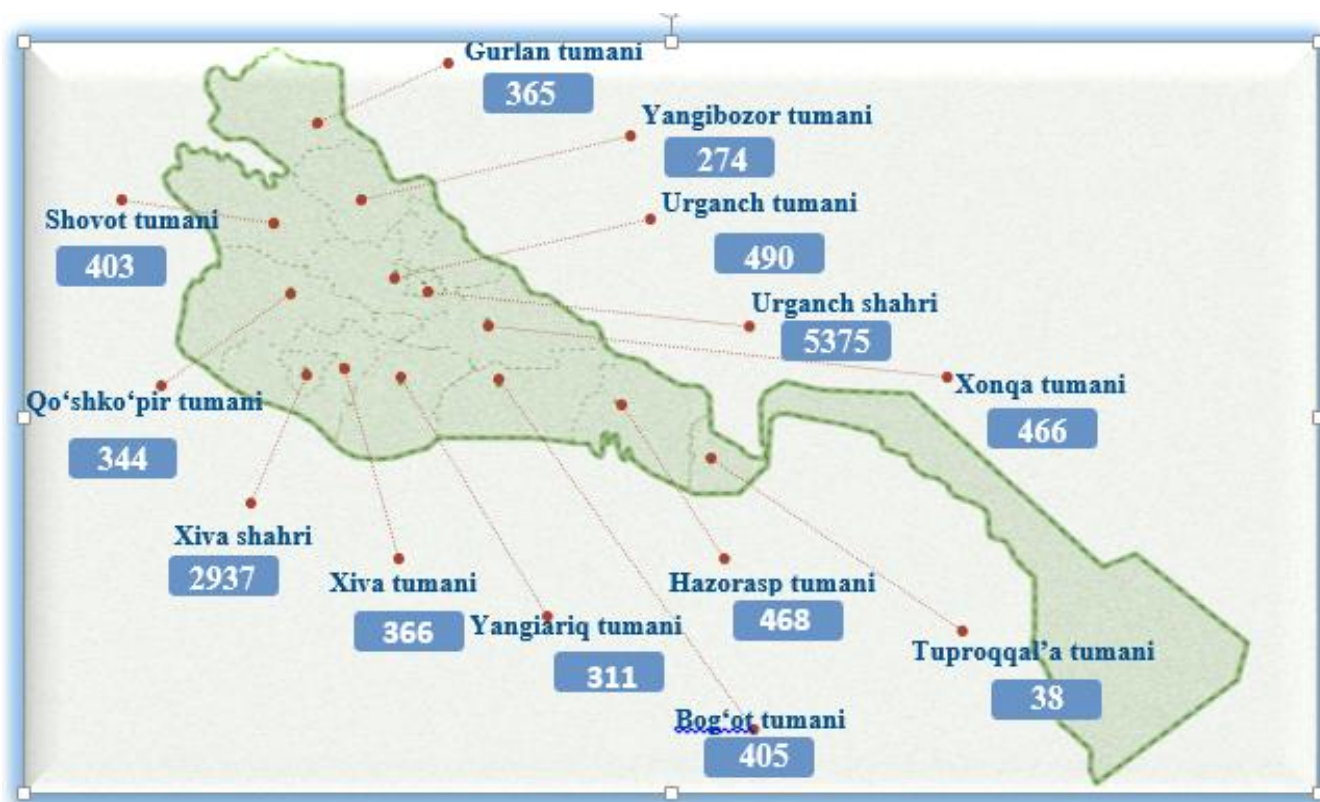 Gurlan tumani
365
Yangibozor tumani
274
Urganch tumani
490
Shovot tumani
403
Urganch shahri
5375
Xonqa tumani
466
Qo‘shko‘pir tumani
344
Xiva shahri
2937
Xiva tumani
366
Yangiariq tumani
311
Hazorasp tumani
468
Tuproqqal’a tumani
38
Bog‘ot tumani
405